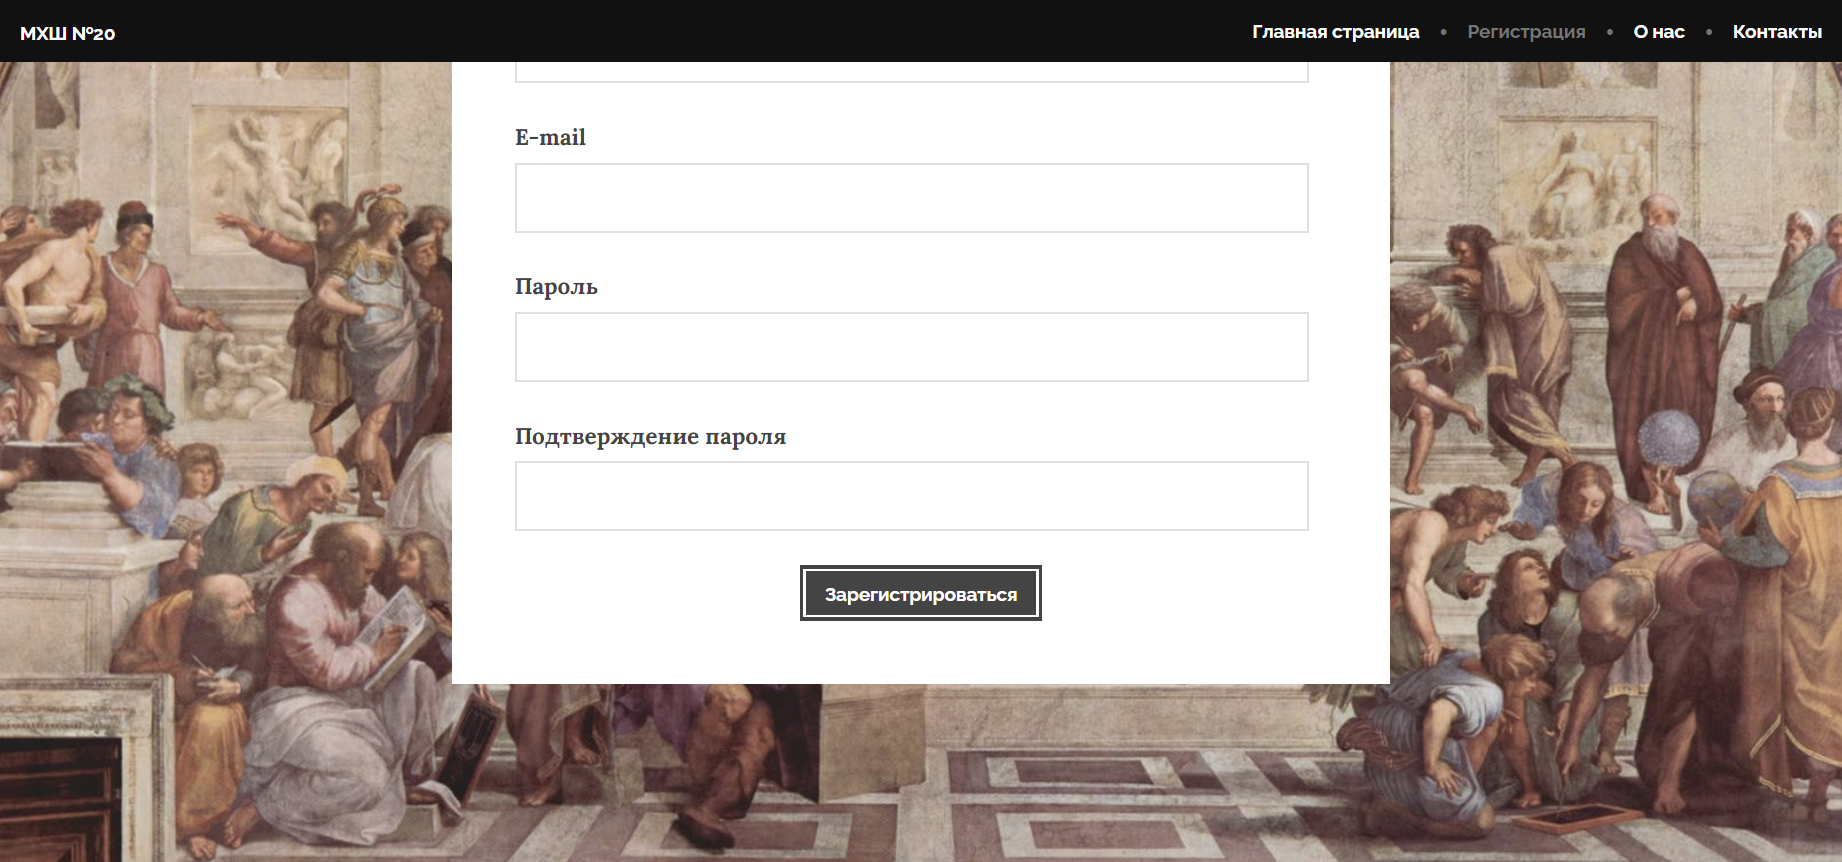 МХШ №20
Главная страница • Регистрация • О нас • Контакты
E-mail
Пароль
Подтверждение пароля
Зарегистрироваться